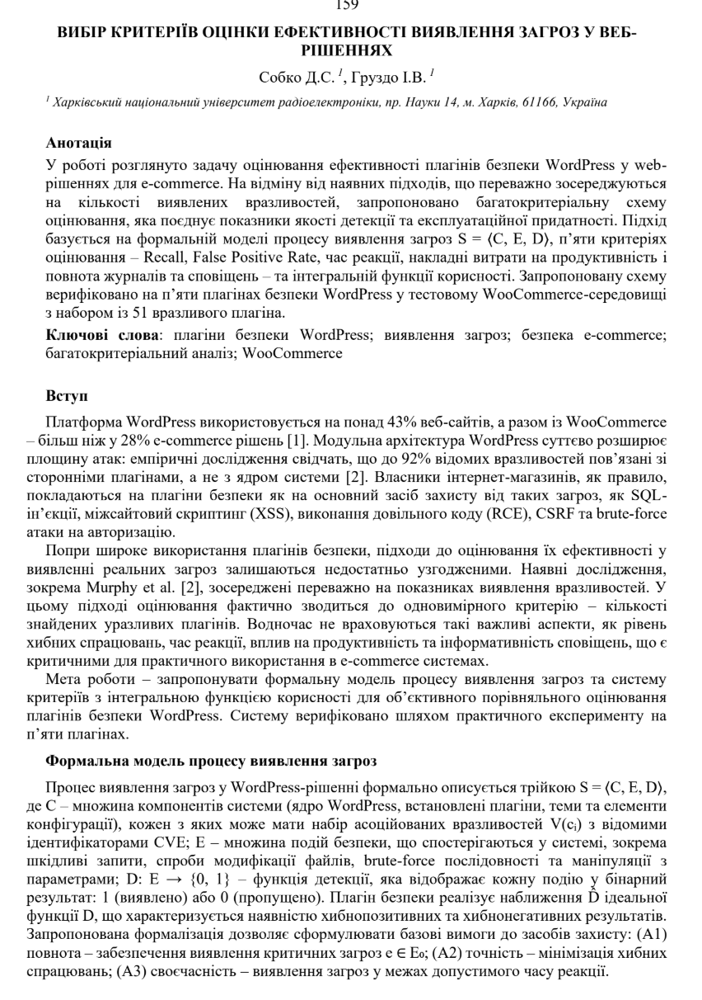 159
ВИБІР КРИТЕРІЇВ ОЦІНКИ ЕФЕКТИВНОСТІ ВИЯВЛЕННЯ ЗАГРОЗ У ВЕБ-
РІШЕННЯХ
Собко Д.С. ¹, Груздо І.В. ¹
¹ Харківський національний університет радіоелектроніки, пр. Науки 14, м. Харків, 61166, Україна
Анотація
У роботі розглянуто задачу оцінювання ефективності плагінів безпеки WordPress у web-
рішеннях для e-commerce. На відміну від наявних підходів, що переважно зосереджуються
на кількості виявлених вразливостей, запропоновано багатокритеріальну схему
оцінювання, яка поєднує показники якості детекції та експлуатаційної придатності. Підхід
базується на формальній моделі процесу виявлення загроз S = ⟨C, E, D⟩, п’яти критеріях
оцінювання – Recall, False Positive Rate, час реакції, накладні витрати на продуктивність і
повнота журналів та сповіщень – та інтегральній функції корисності. Запропоновану схему
верифіковано на п’яти плагінах безпеки WordPress у тестовому WooCommerce-середовищі
з набором із 51 вразливого плагіна.
Ключові слова: плагіни безпеки WordPress; виявлення загроз; безпека e-commerce;
багатокритеріальний аналіз; WooCommerce
Вступ
Платформа WordPress використовується на понад 43% веб-сайтів, а разом із WooCommerce
– більш ніж у 28% e-commerce рішень [1]. Модульна архітектура WordPress суттєво розширює
площину атак: емпіричні дослідження свідчать, що до 92% відомих вразливостей пов’язані зі
сторонніми плагінами, а не з ядром системи [2]. Власники інтернет-магазинів, як правило,
покладаються на плагіни безпеки як на основний засіб захисту від таких загроз, як SQL-
ін’єкції, міжсайтовий скриптинг (XSS), виконання довільного коду (RCE), CSRF та brute-force
атаки на авторизацію.
Попри широке використання плагінів безпеки, підходи до оцінювання їх ефективності у
виявленні реальних загроз залишаються недостатньо узгодженими. Наявні дослідження,
зокрема Murphy et al. [2], зосереджені переважно на показниках виявлення вразливостей. У
цьому підході оцінювання фактично зводиться до одновимірного критерію – кількості
знайдених уразливих плагінів. Водночас не враховуються такі важливі аспекти, як рівень
хибних спрацювань, час реакції, вплив на продуктивність та інформативність сповіщень, що є
критичними для практичного використання в e-commerce системах.
Мета роботи – запропонувати формальну модель процесу виявлення загроз та систему
критеріїв з інтегральною функцією корисності для об’єктивного порівняльного оцінювання
плагінів безпеки WordPress. Систему верифіковано шляхом практичного експерименту на
п’яти плагінах.
Формальна модель процесу виявлення загроз
Процес виявлення загроз у WordPress-рішенні формально описується трійкою S = ⟨C, E, D⟩,
де C – множина компонентів системи (ядро WordPress, встановлені плагіни, теми та елементи
конфігурації), кожен з яких може мати набір асоційованих вразливостей V(cᵢ) з відомими
ідентифікаторами CVE; E – множина подій безпеки, що спостерігаються у системі, зокрема
шкідливі запити, спроби модифікації файлів, brute-force послідовності та маніпуляції з
параметрами; D: E → {0, 1} – функція детекції, яка відображає кожну подію у бінарний
результат: 1 (виявлено) або 0 (пропущено). Плагін безпеки реалізує наближення D̂ ідеальної
функції D, що характеризується наявністю хибнопозитивних та хибнонегативних результатів.
Запропонована формалізація дозволяє сформулювати базові вимоги до засобів захисту: (A1)
повнота – забезпечення виявлення критичних загроз e ∈ E₀; (A2) точність – мінімізація хибних
спрацювань; (A3) своєчасність – виявлення загроз у межах допустимого часу реакції.